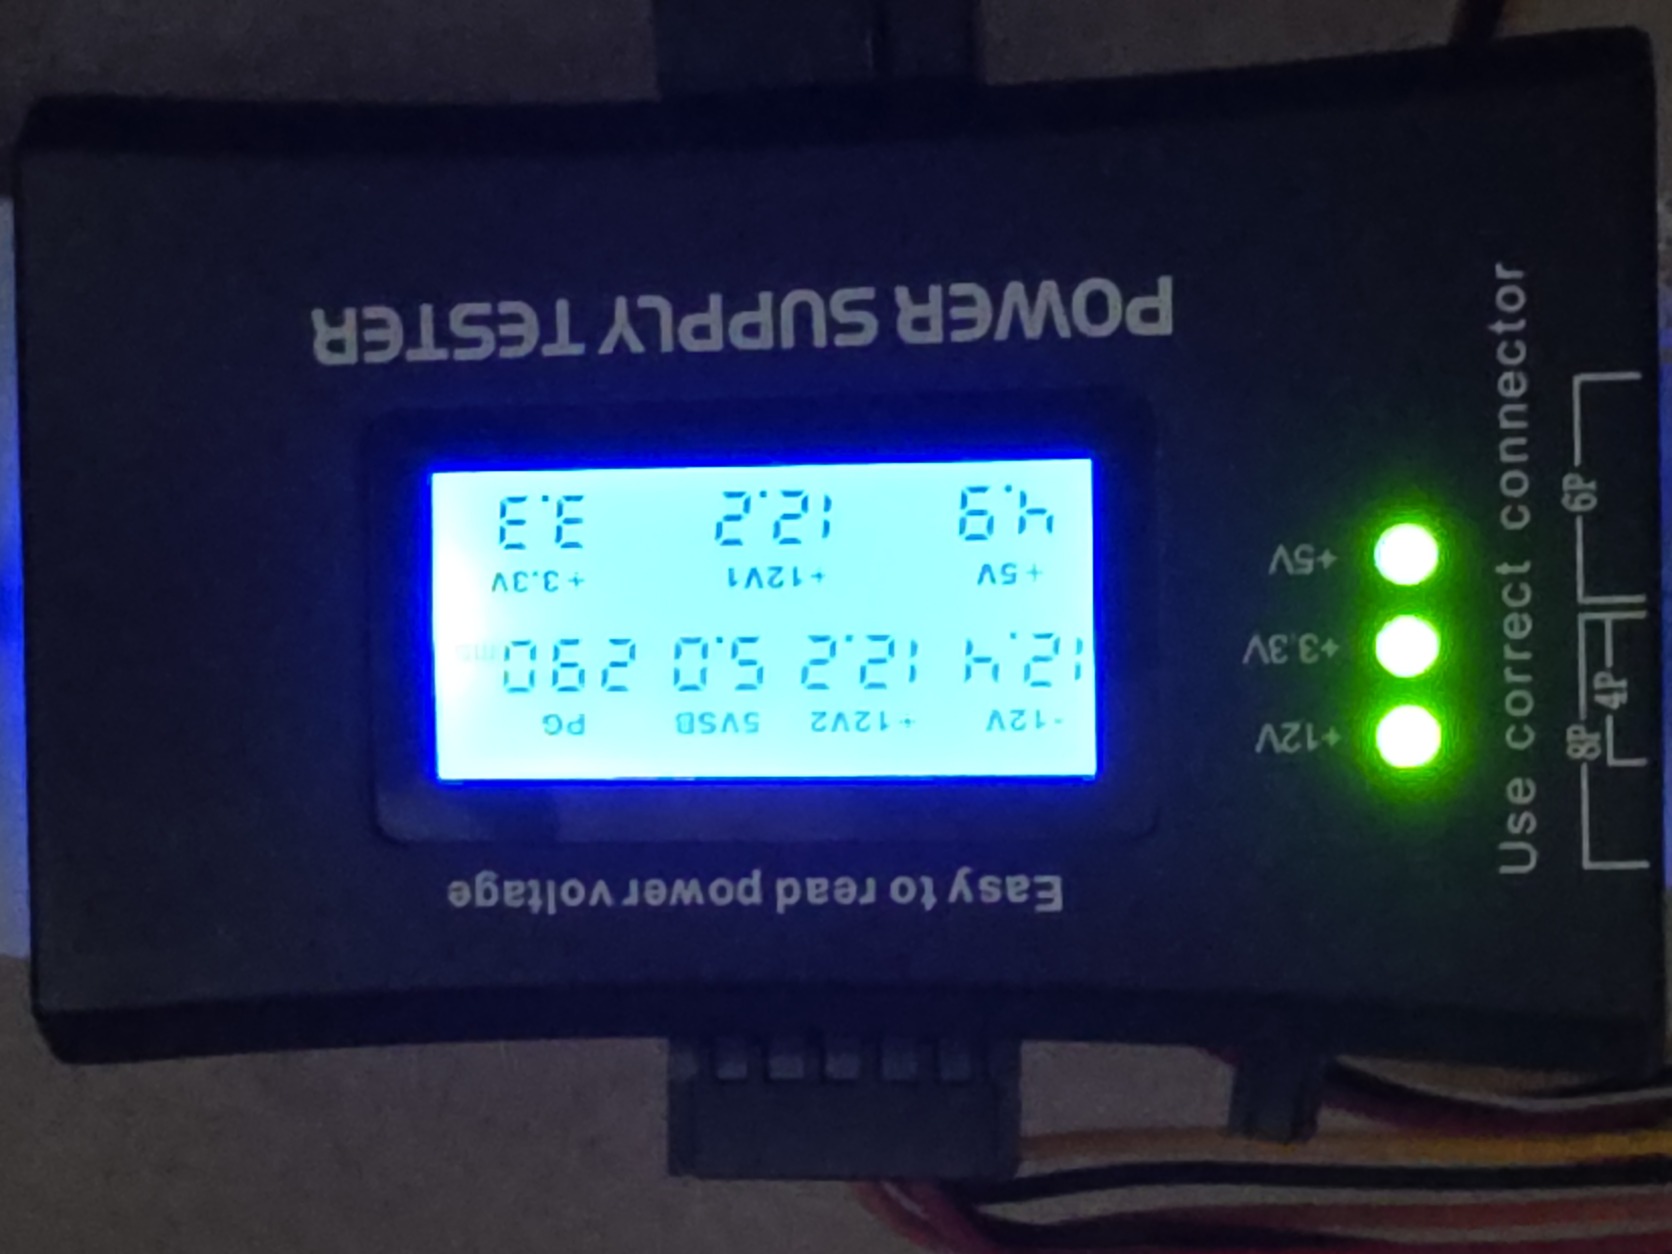 Easy to read power voltage
-12V +12V2 5VSB PG
12.4 12.2 5.0 290 ms
+5V +12V1 +3.3V
4.9 12.2 3.3
POWER SUPPLY TESTER
+12V
+3.3V
+5V
Use correct connector
8P
4P
6P